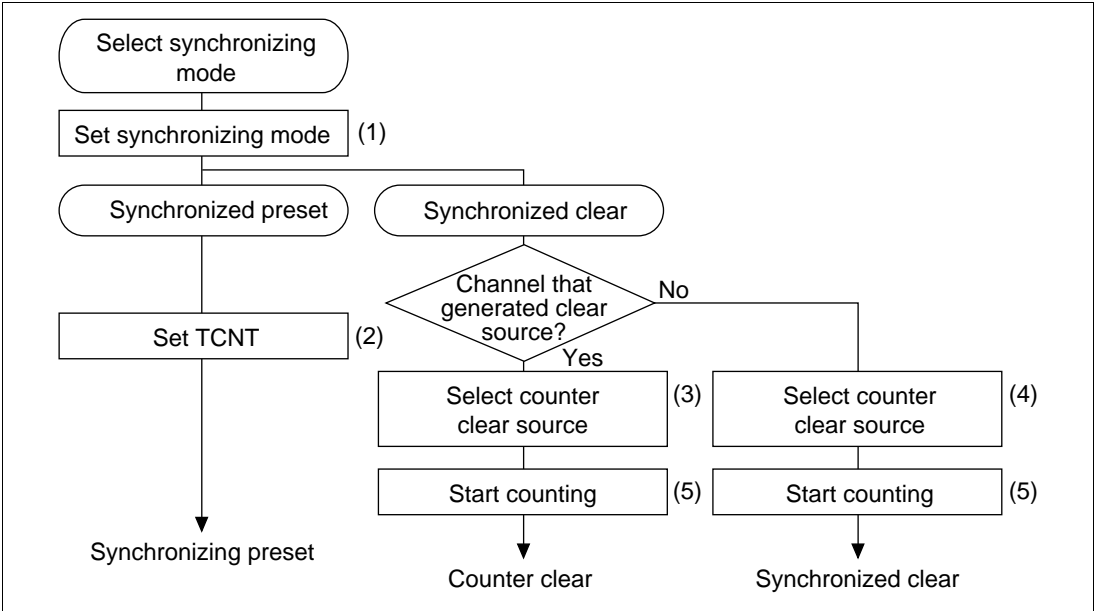 Select synchronizing
mode
Set synchronizing mode (1)
Synchronized preset
Synchronized clear
Channel that
generated clear
source?
No
Yes
Set TCNT (2)
Select counter
clear source
(3)
Select counter
clear source
(4)
Start counting (5)
Start counting (5)
Synchronizing preset
Counter clear
Synchronized clear